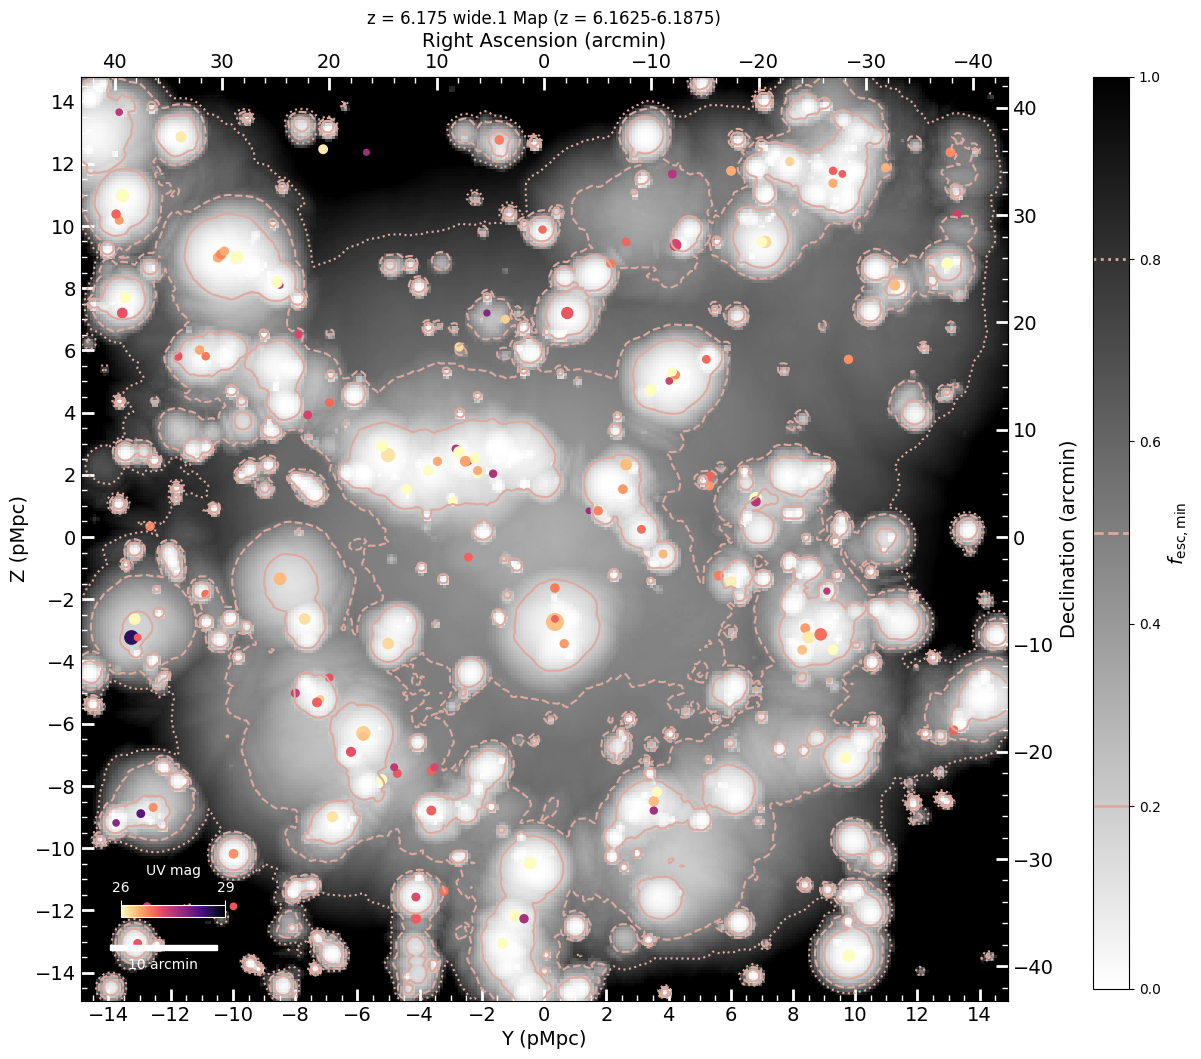 z = 6.175 wide.1 Map (z = 6.1625-6.1875)
Right Ascension (arcmin)
40 30 20 10 0 −10 −20 −30 −40
14 12 10 8 6 4 2 0 −2 −4 −6 −8 −10 −12 −14
Z (pMpc)
40 30 20 10 0 −10 −20 −30 −40
Declination (arcmin)
UV mag
26 29
10 arcmin
−14 −12 −10 −8 −6 −4 −2 0 2 4 6 8 10 12 14
Y (pMpc)
1.0
0.8
0.6
0.4
0.2
0.0
fesc,min